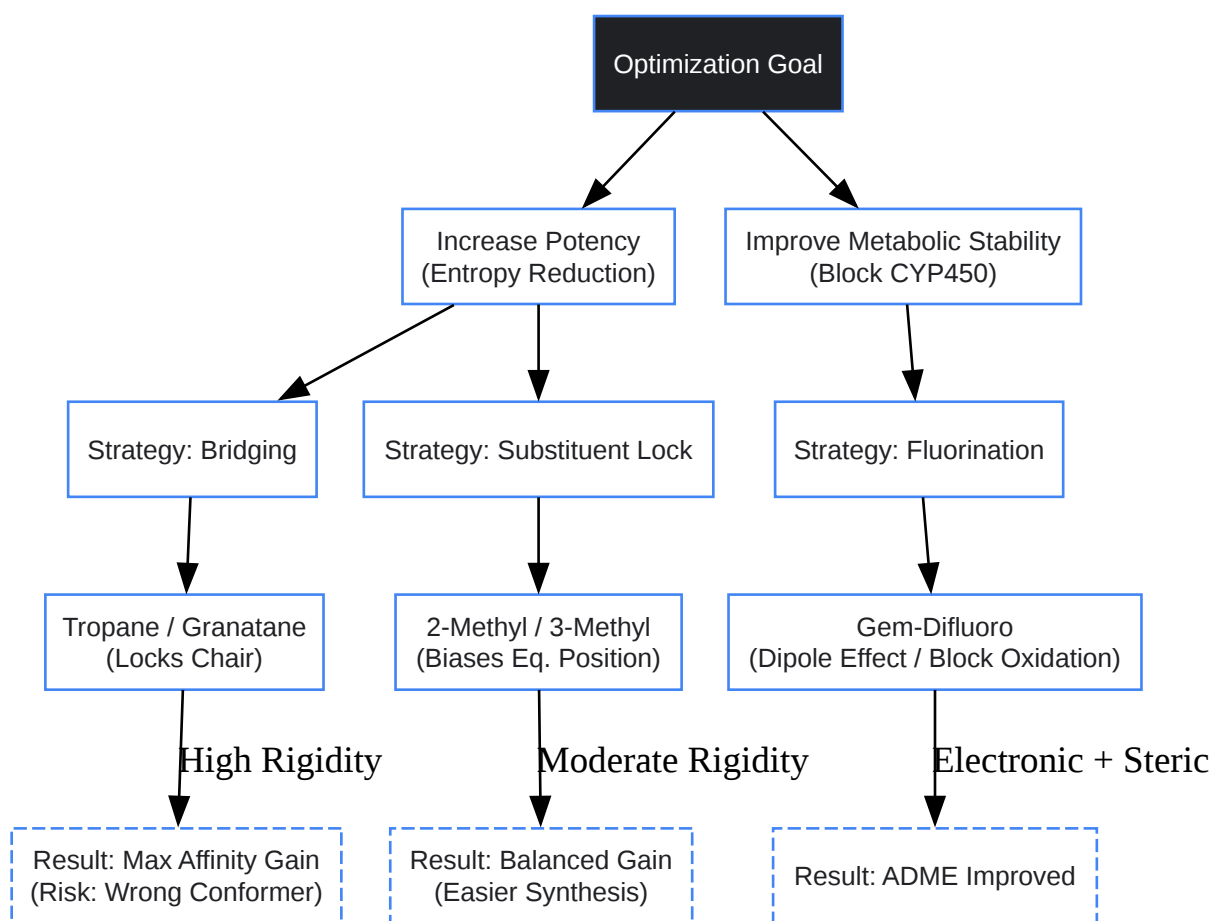 Optimization Goal
Increase Potency
(Entropy Reduction)
Improve Metabolic Stability
(Block CYP450)
Strategy: Bridging
Strategy: Substituent Lock
Strategy: Fluorination
Tropane / Granatane
(Locks Chair)
2-Methyl / 3-Methyl
(Biases Eq. Position)
Gem-Difluoro
(Dipole Effect / Block Oxidation)
High Rigidity
Moderate Rigidity
Electronic + Steric
Result: Max Affinity Gain
(Risk: Wrong Conformer)
Result: Balanced Gain
(Easier Synthesis)
Result: ADME Improved